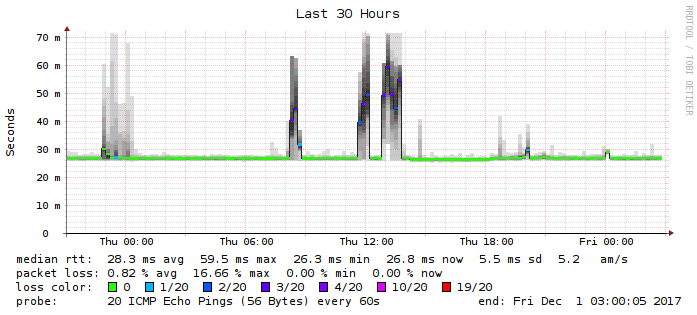 Last 30 Hours
RRDTOOL / TOBI OETIKER
Seconds
70 m
60 m
50 m
40 m
30 m
20 m
10 m
0
Thu 00:00 Thu 06:00 Thu 12:00 Thu 18:00 Fri 00:00
median rtt: 28.3 ms avg 59.5 ms max 26.3 ms min 26.8 ms now 5.5 ms sd 5.2 am/s
packet loss: 0.82 % avg 16.66 % max 0.00 % min 0.00 % now
loss color: 0 1/20 2/20 3/20 4/20 10/20 19/20
probe: 20 ICMP Echo Pings (56 Bytes) every 60s end: Fri Dec 1 03:00:05 2017